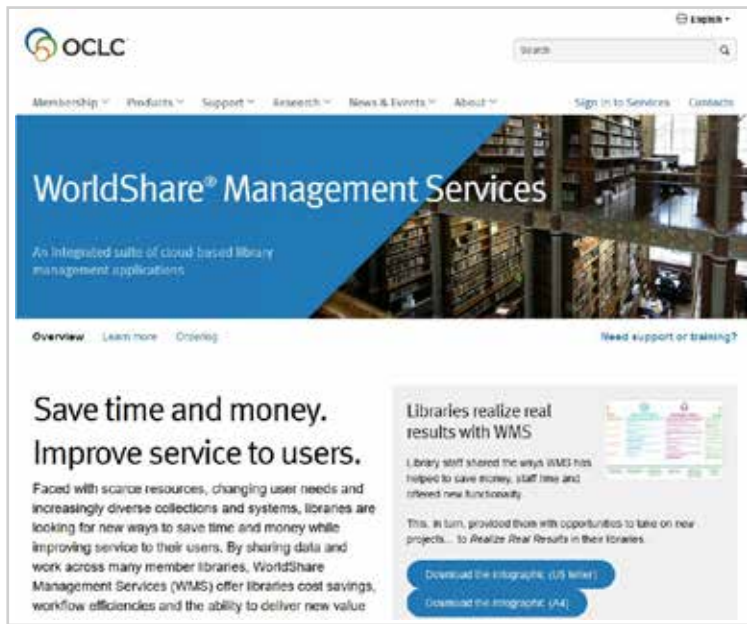 English
OCLC
Search
Membership Products Support Research News & Events About Sign in to Services Contacts
WorldShare® Management Services
An integrated suite of cloud based library
management applications
Overview Learn more Ordering Need support or training?
Save time and money.
Improve service to users.
Faced with scarce resources, changing user needs and
increasingly diverse collections and systems, libraries are
looking for new ways to save time and money while
improving service to their users. By sharing data and
work across many member libraries, WorldShare
Management Services (WMS) offer libraries cost savings,
workflow efficiencies and the ability to deliver new value
Libraries realize real
results with WMS
Library staff shared the ways WMS has
helped to save money, staff time and
offered new functionality.
This, in turn, provided them with opportunities to take on new
projects... to Realize Real Results in their libraries.
Download the infographic (US letter)
Download the infographic (A4)